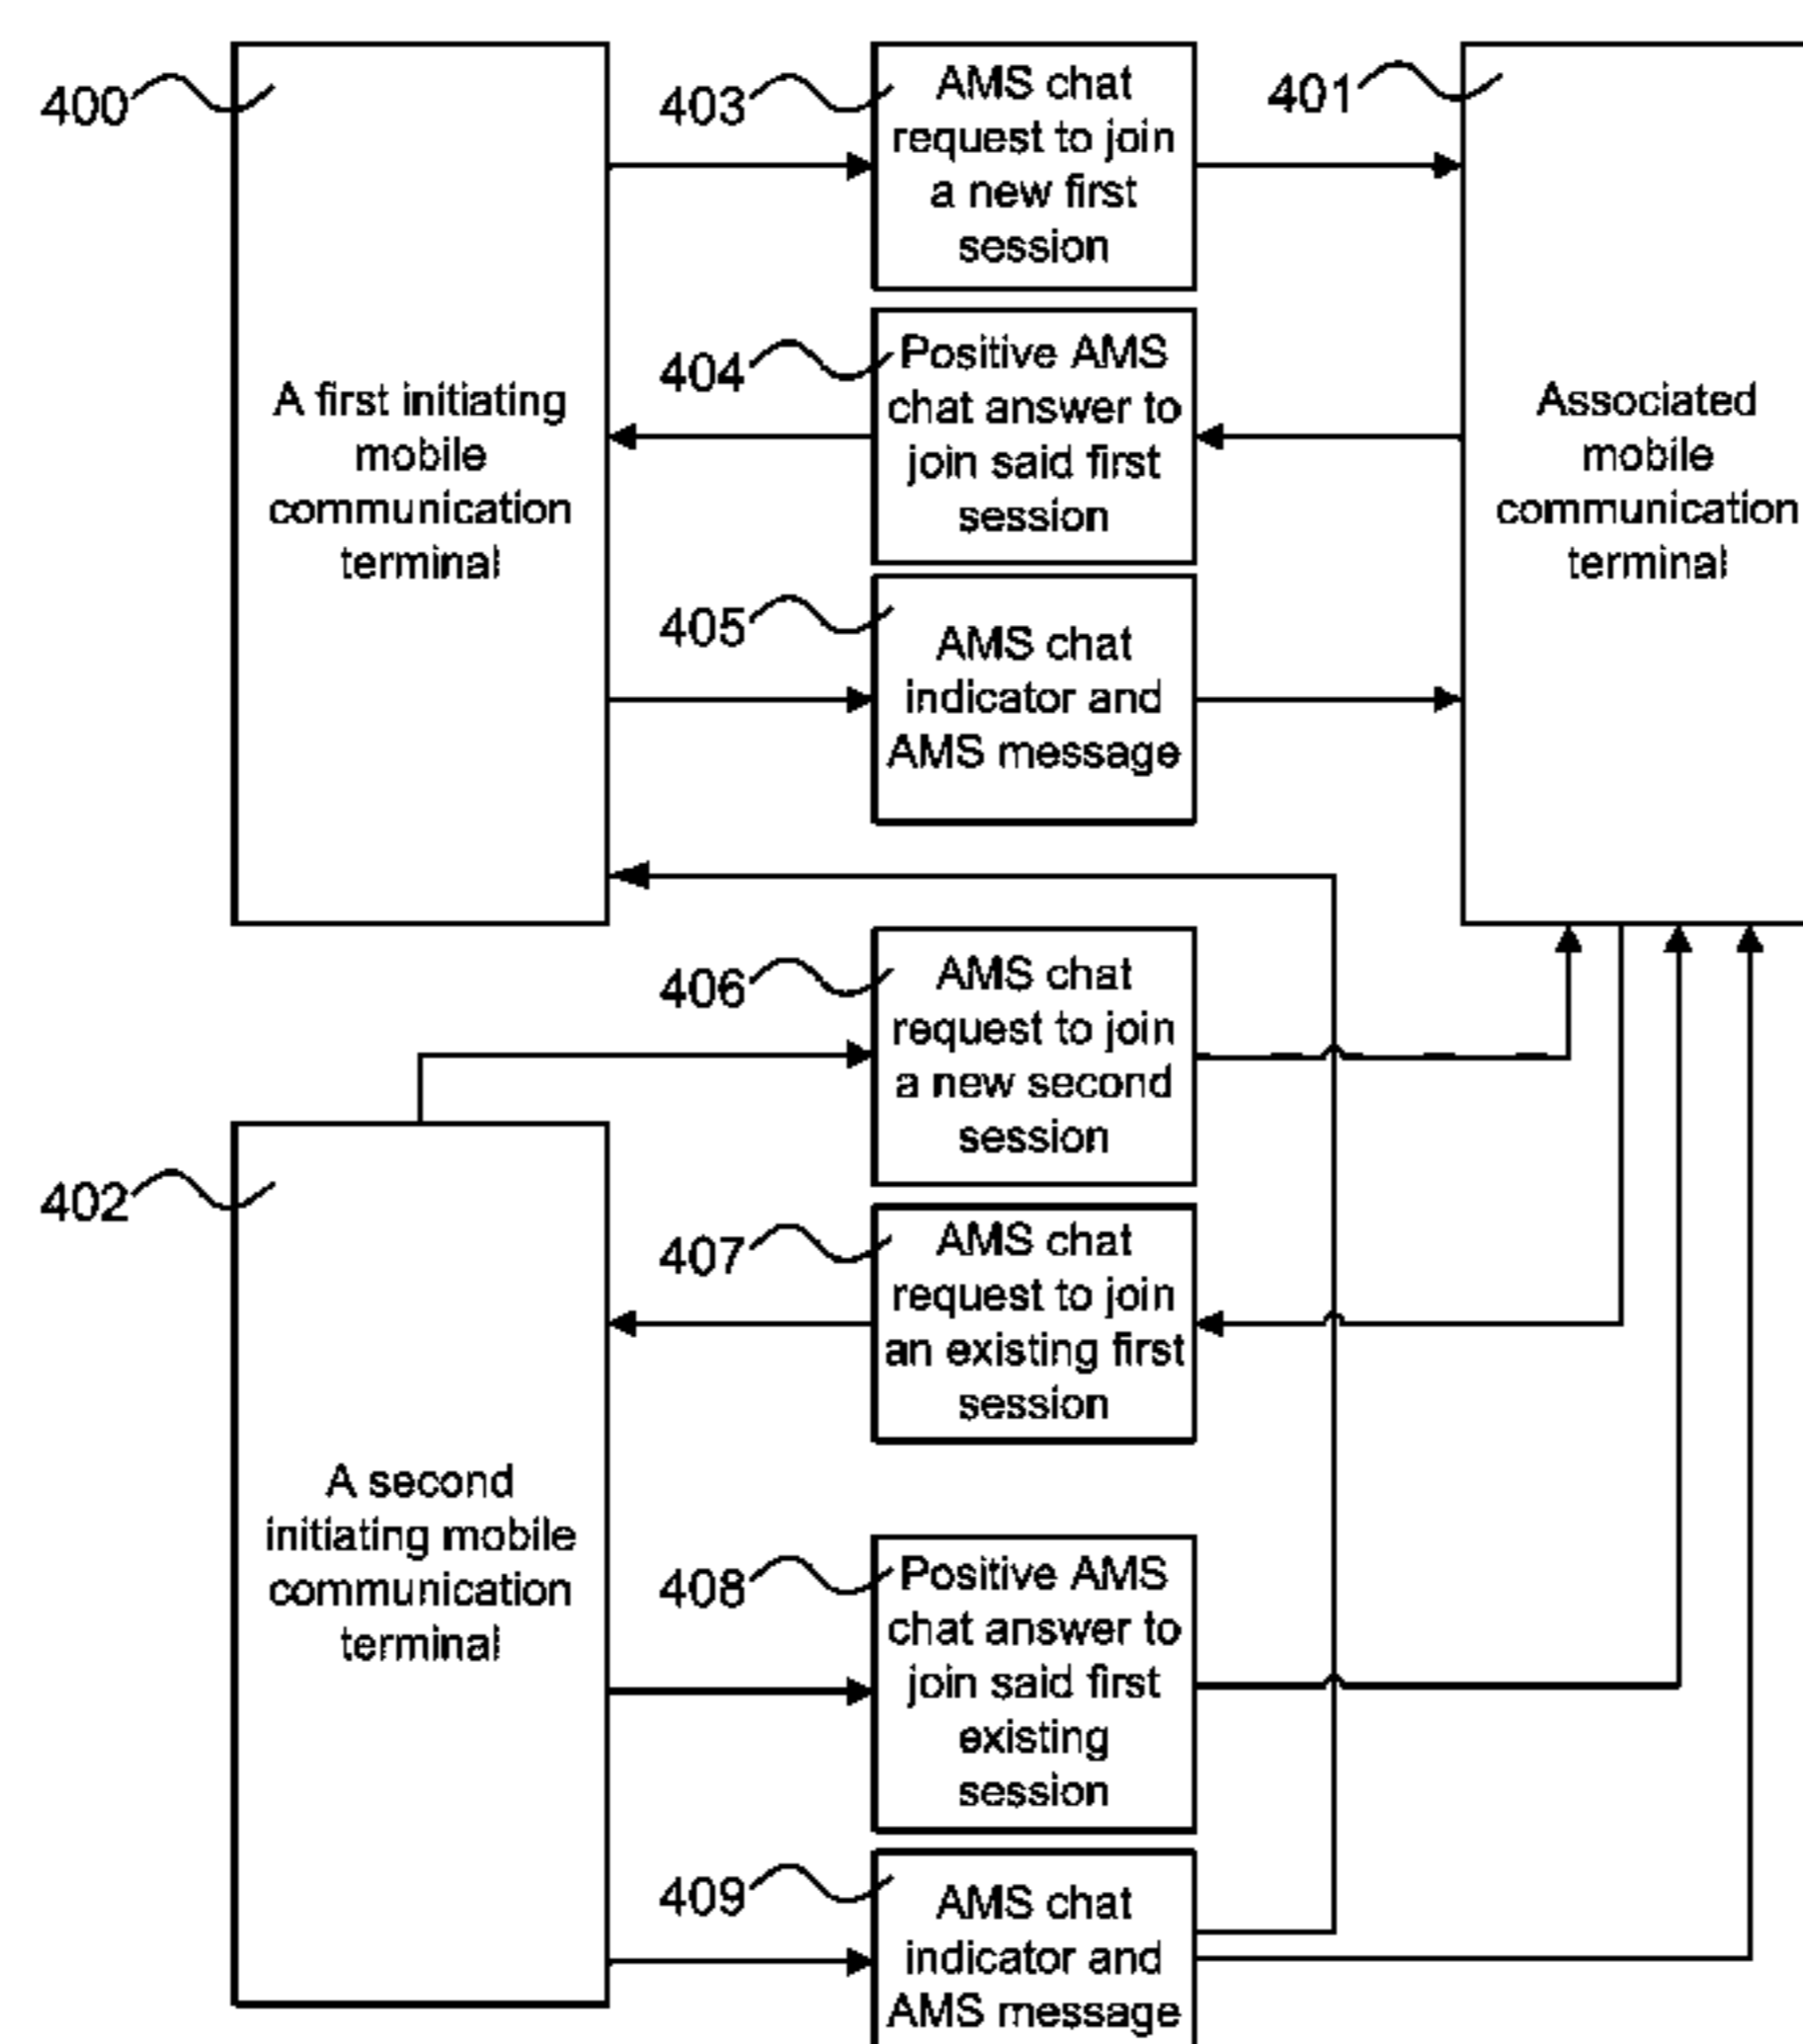 400
A first initiating
mobile
communication
terminal
403
AMS chat
request to join
a new first
session
401
Associated
mobile
communication
terminal
404
Positive AMS
chat answer to
join said first
session
405
AMS chat
indicator and
AMS message
406
AMS chat
request to join
a new second
session
402
A second
initiating mobile
communication
terminal
407
AMS chat
request to join
an existing first
session
408
Positive AMS
chat answer to
join said first
existing
session
409
AMS chat
indicator and
AMS message